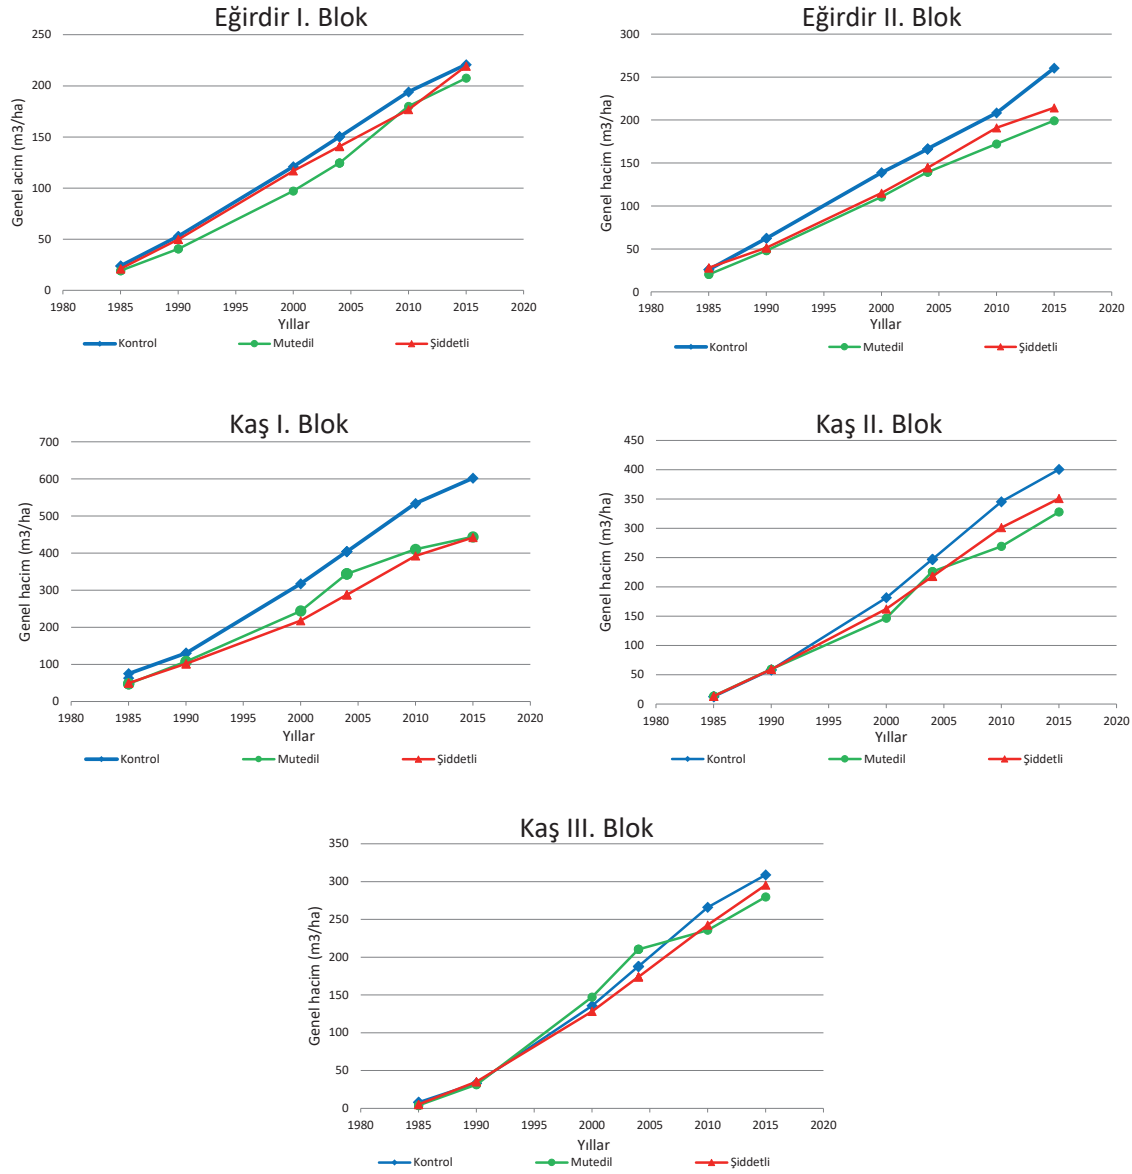 Eğirdir I. Blok
250
200
150
100
50
0
Genel acim (m3/ha)
1980 1985 1990 1995 2000 2005 2010 2015 2020
Yıllar
Kontrol Mutedil Şiddetli
Eğirdir II. Blok
300
250
200
150
100
50
0
Genel hacim (m3/ha)
1980 1985 1990 1995 2000 2005 2010 2015 2020
Yıllar
Kontrol Mutedil Şiddetli
Kaş I. Blok
700
600
500
400
300
200
100
0
Genel hacim (m3/ha)
1980 1985 1990 1995 2000 2005 2010 2015 2020
Yıllar
Kontrol Mutedil Şiddetli
Kaş II. Blok
450
400
350
300
250
200
150
100
50
0
Genel hacim (m3/ha)
1980 1985 1990 1995 2000 2005 2010 2015 2020
Yıllar
Kontrol Mutedil Şiddetli
Kaş III. Blok
350
300
250
200
150
100
50
0
Genel hacim (m3/ha)
1980 1985 1990 1995 2000 2005 2010 2015 2020
Yıllar
Kontrol Mutedil Şiddetli